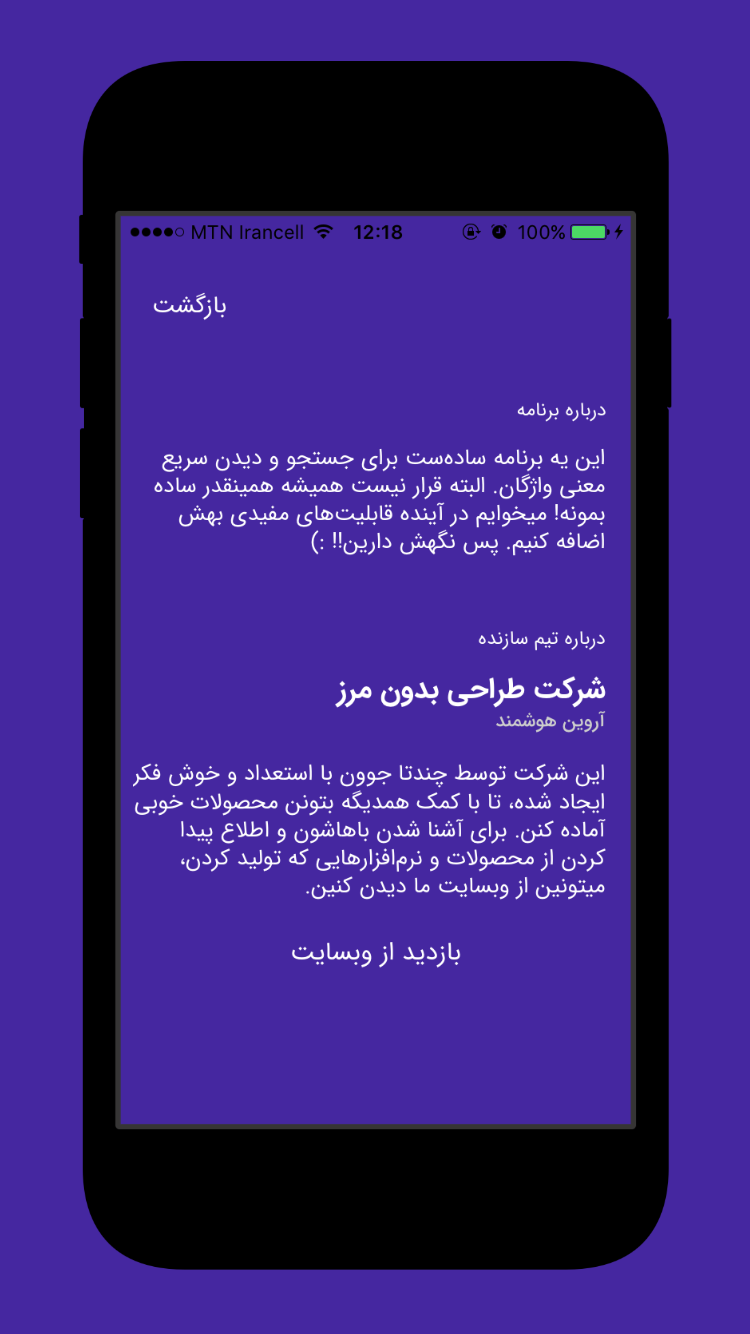 MTN Irancell 12:18 100%
بازگشت
درباره برنامه
این یه برنامه ساده‌ست برای جستجو و دیدن سریع
معنی واژگان. البته قرار نیست همیشه همینقدر ساده
بمونه! میخوایم در آینده قابلیت‌های مفیدی بهش
اضافه کنیم. پس نگهش دارین!! :)
درباره تیم سازنده
شرکت طراحی بدون مرز
آروین هوشمند
این شرکت توسط چندتا جوون با استعداد و خوش فکر
ایجاد شده، تا با کمک همدیگه بتونن محصولات خوبی
آماده کنن. برای آشنا شدن باهاشون و اطلاع پیدا
کردن از محصولات و نرم‌افزارهایی که تولید کردن،
میتونین از وبسایت ما دیدن کنین.
بازدید از وبسایت